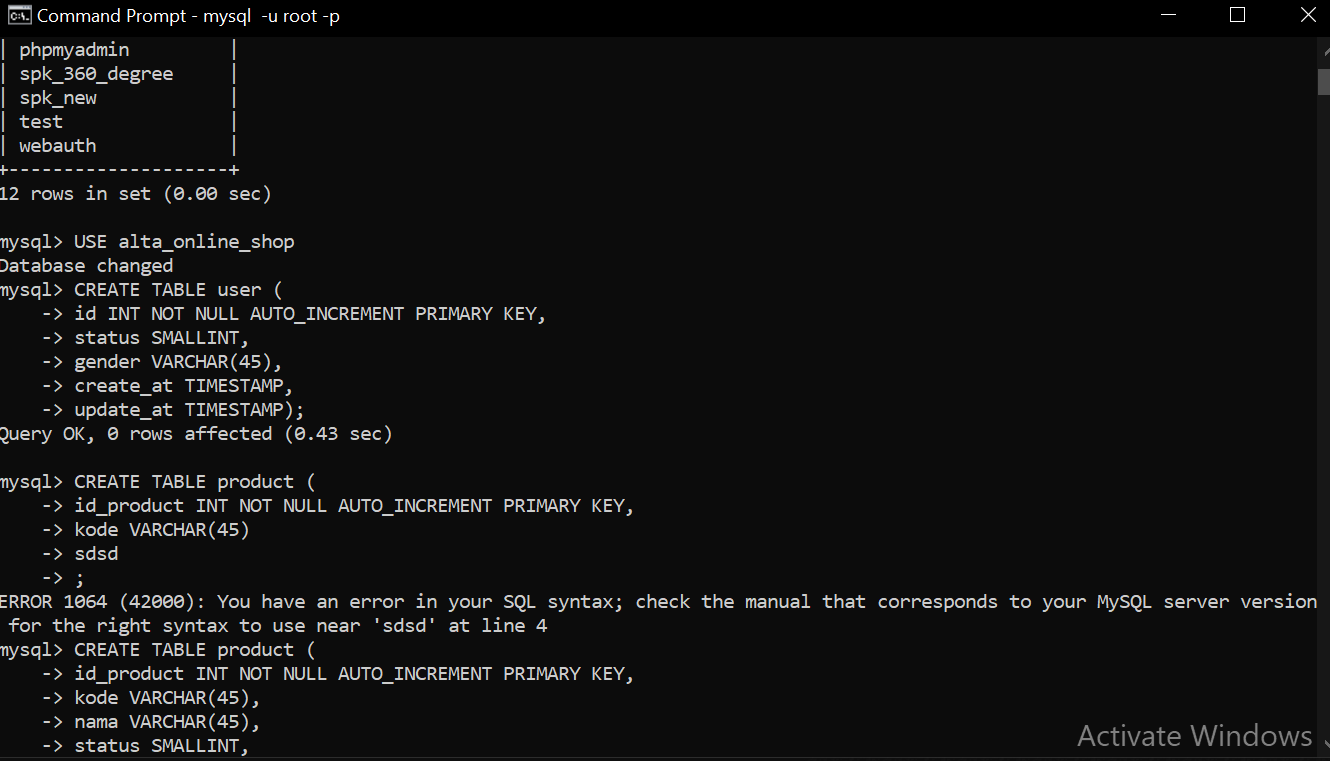 Command Prompt - mysql  -u root -p
| phpmyadmin         |
| spk_360_degree     |
| spk_new            |
| test               |
| webauth            |
+--------------------+
12 rows in set (0.00 sec)
mysql> USE alta_online_shop
Database changed
mysql> CREATE TABLE user (
    -> id INT NOT NULL AUTO_INCREMENT PRIMARY KEY,
    -> status SMALLINT,
    -> gender VARCHAR(45),
    -> create_at TIMESTAMP,
    -> update_at TIMESTAMP);
Query OK, 0 rows affected (0.43 sec)
mysql> CREATE TABLE product (
    -> id_product INT NOT NULL AUTO_INCREMENT PRIMARY KEY,
    -> kode VARCHAR(45)
    -> sdsd
    -> ;
ERROR 1064 (42000): You have an error in your SQL syntax; check the manual that corresponds to your MySQL server version
 for the right syntax to use near 'sdsd' at line 4
mysql> CREATE TABLE product (
    -> id_product INT NOT NULL AUTO_INCREMENT PRIMARY KEY,
    -> kode VARCHAR(45),
    -> nama VARCHAR(45),
    -> status SMALLINT,
Activate Windows